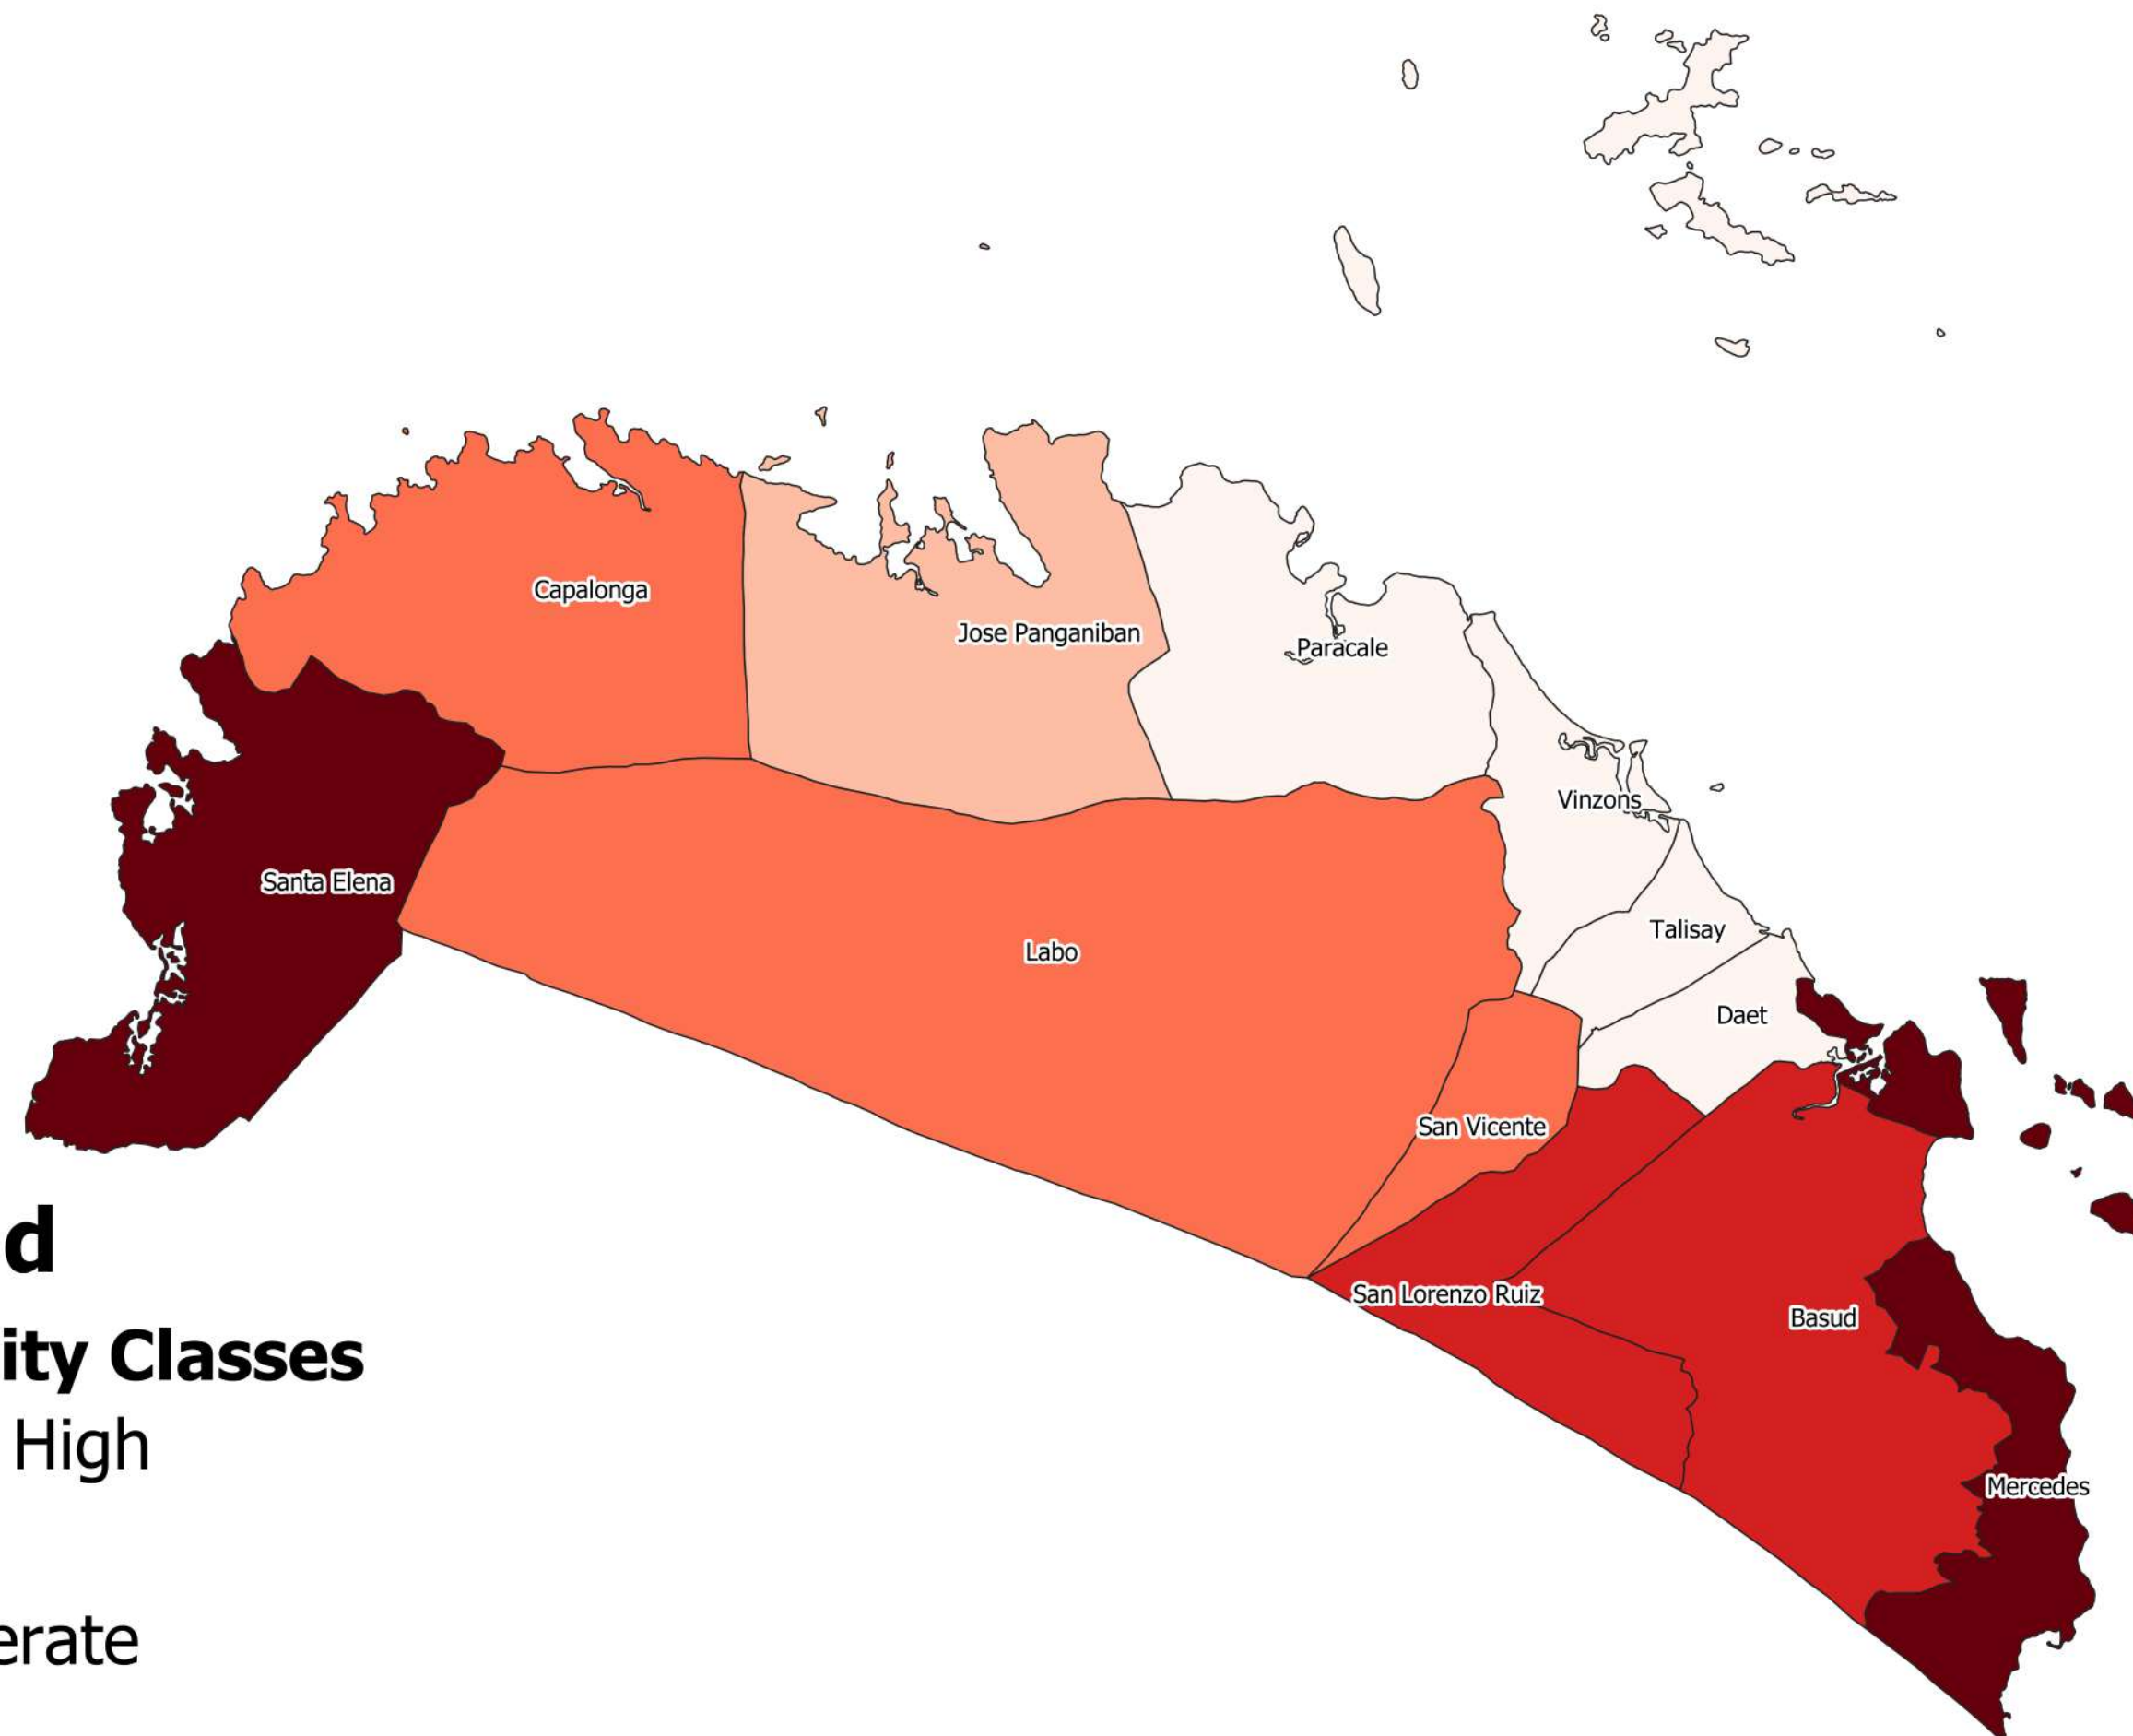 Capalonga
Jose Panganiban
Paracale
Vinzons
Santa Elena
Talisay
Labo
Daet
San Vicente
San Lorenzo Ruiz
Basud
Mercedes
d
ity Classes
High
erate